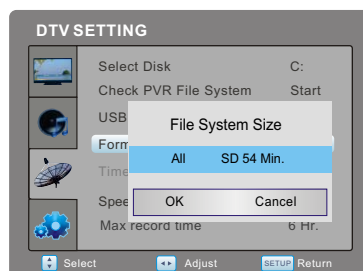 DTV SETTING
Select Disk C:
Check PVR File System Start
USB
File System Size
Form
All SD 54 Min.
Time
Spee
OK Cancel
Max record time 6 Hr.
Select Adjust SETUP Return